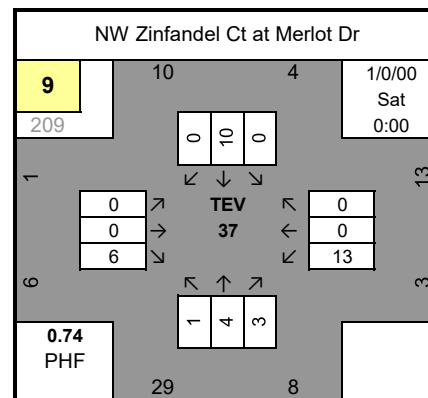 NW Zinfandel Ct at Merlot Dr
9
209
10
4
1/0/00
Sat
0:00
0
10
0
↙ ↓ ↘
1
13
0 ↗ TEV ↖ 0
0 → 37 ← 0
6 ↘ ↙ 13
6
3
↖ ↑ ↗
1
4
3
0.74
PHF
29
8